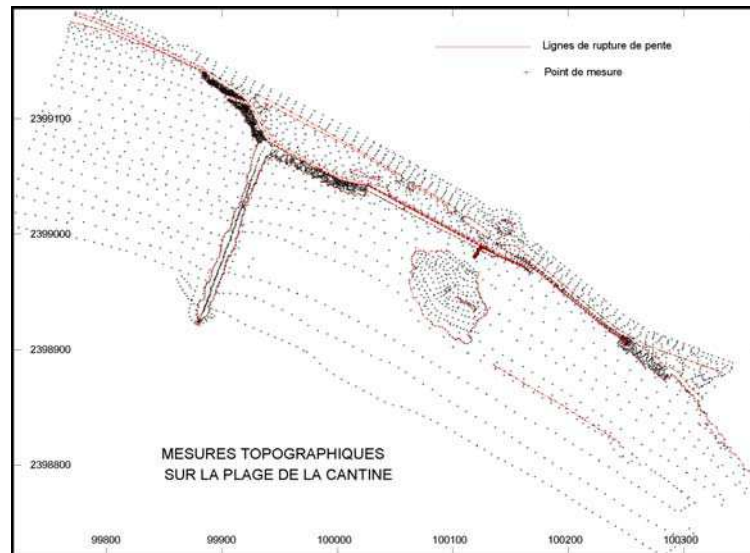 Lignes de rupture de pente
Point de mesure
2399100
2399000
2398900
2398800
MESURES TOPOGRAPHIQUES
SUR LA PLAGE DE LA CANTINE
99800 99900 100000 100100 100200 100300